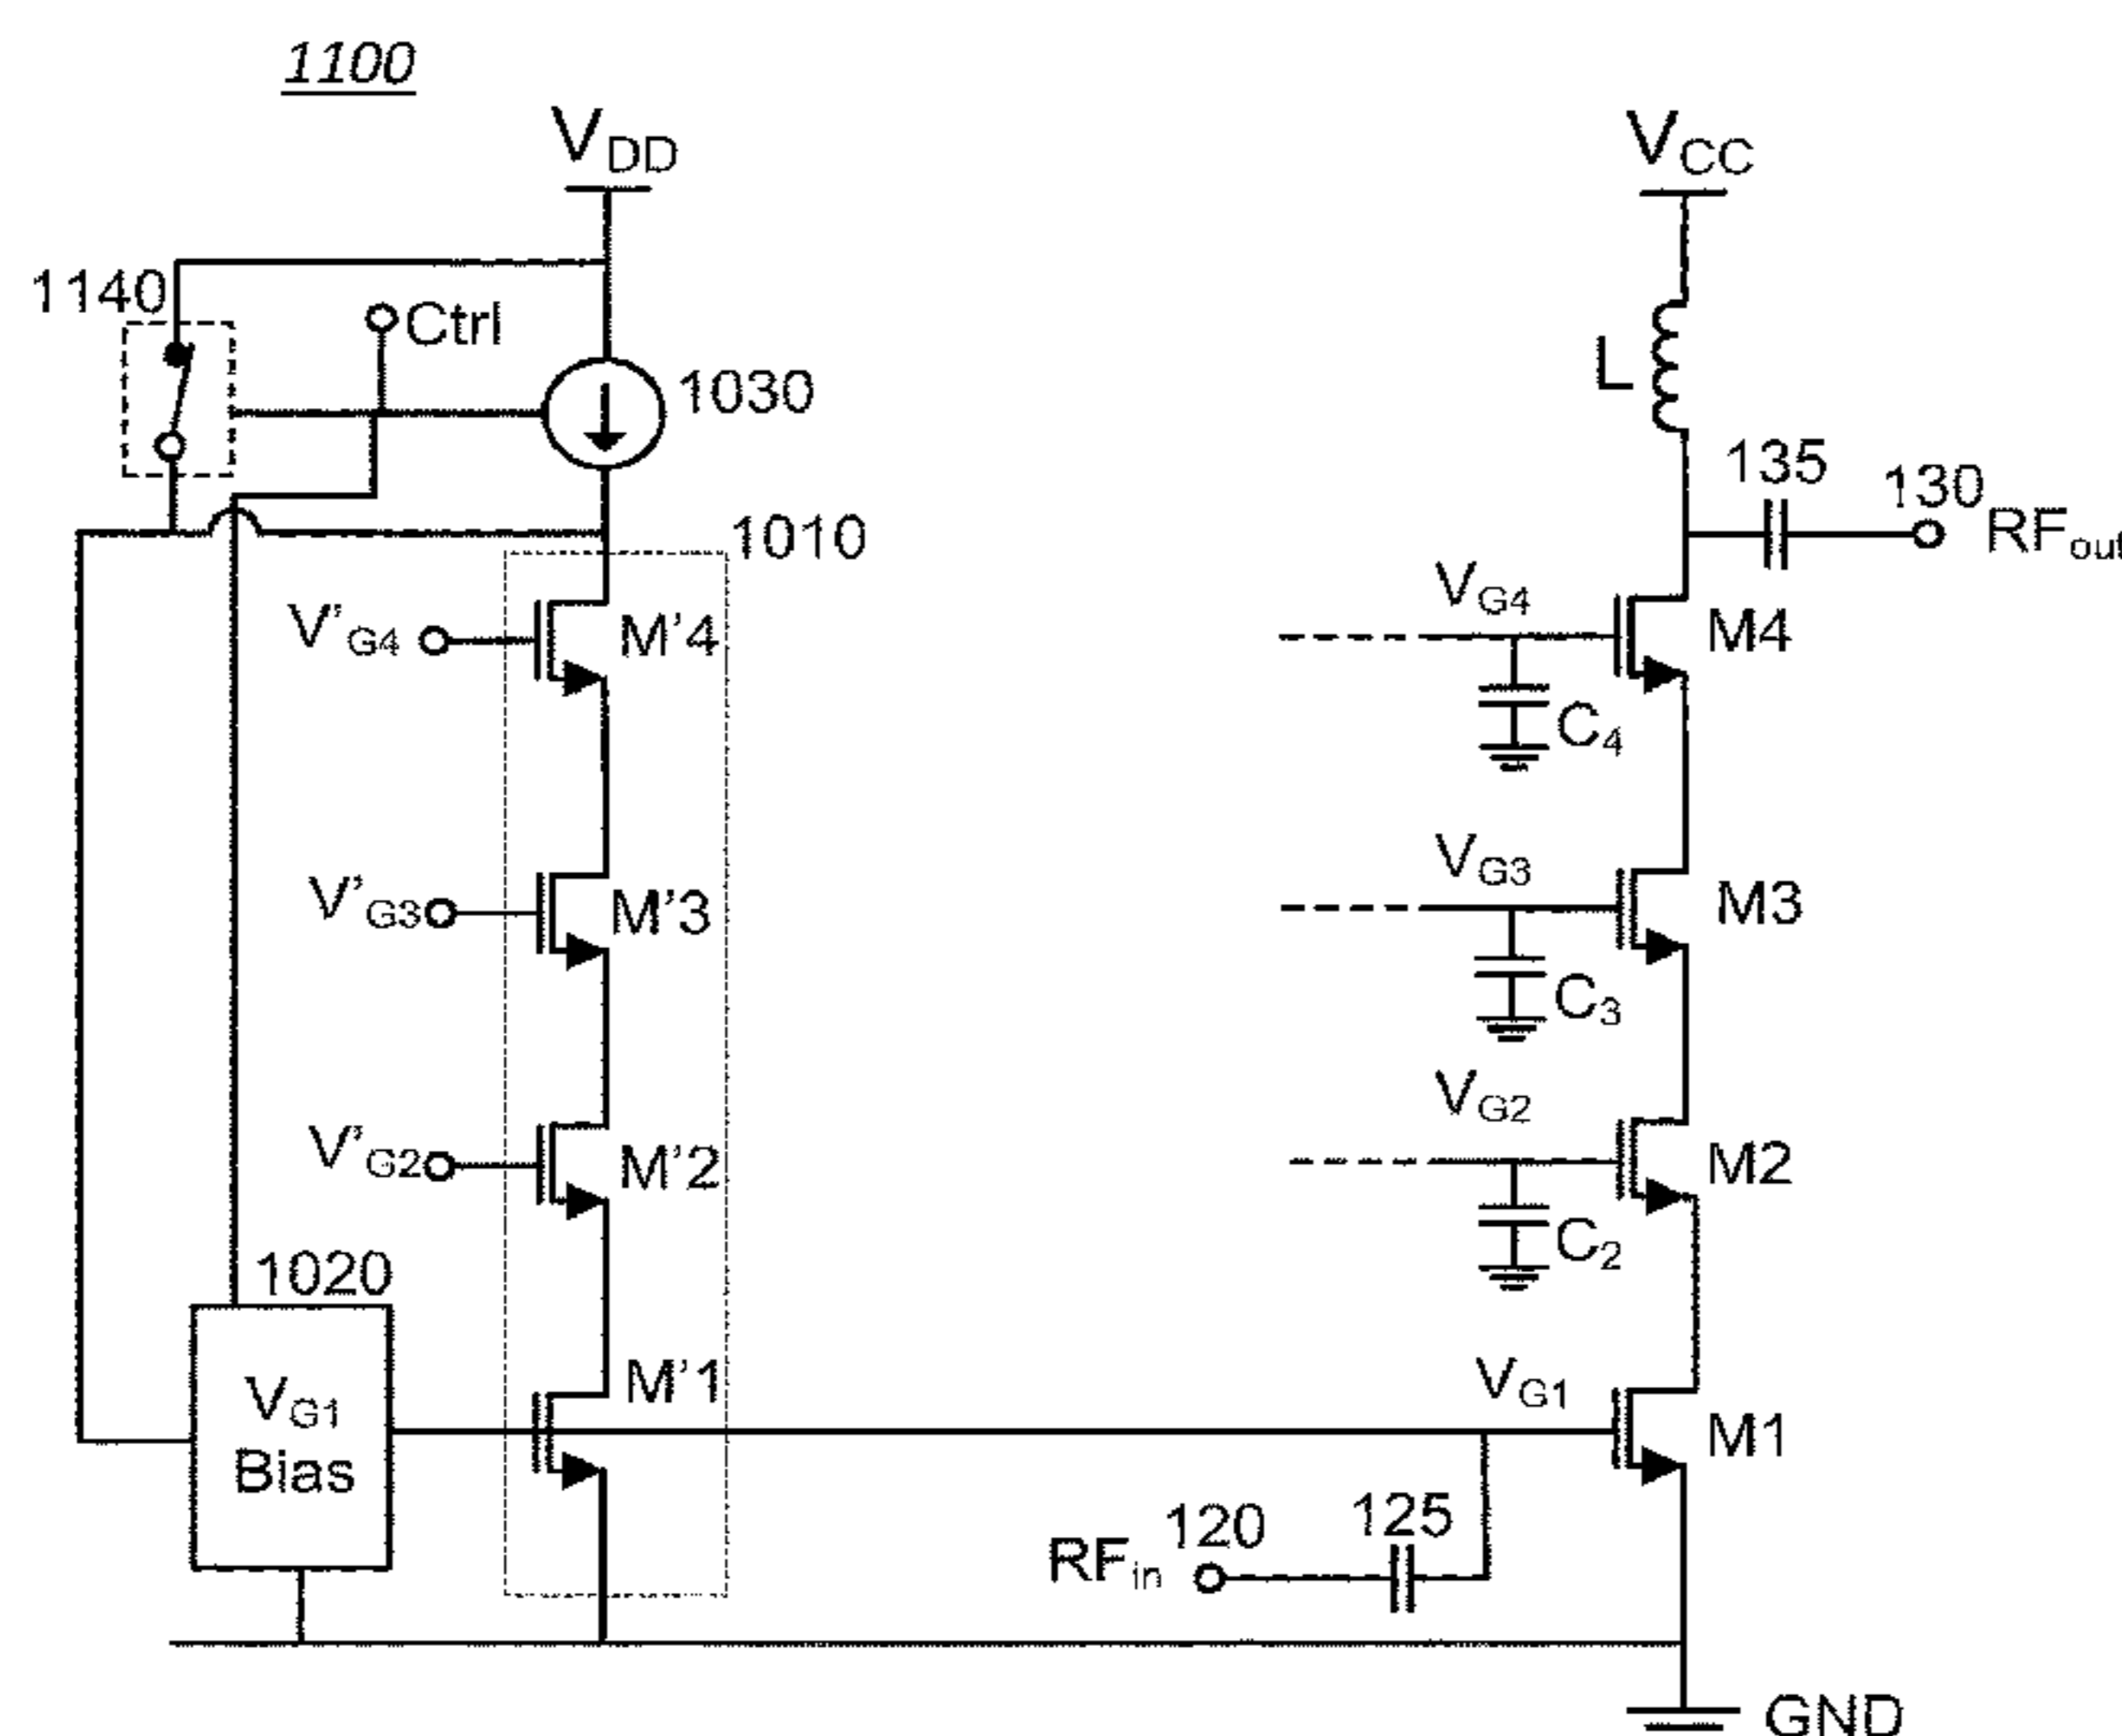 1100
VDD
VCC
1140
Ctrl
1030
L
135
130
RFout
1010
V'G4
M'4
VG4
M4
C4
V'G3
M'3
VG3
M3
C3
V'G2
M'2
VG2
M2
C2
1020
VG1
Bias
M'1
VG1
M1
RFin
120
125
GND